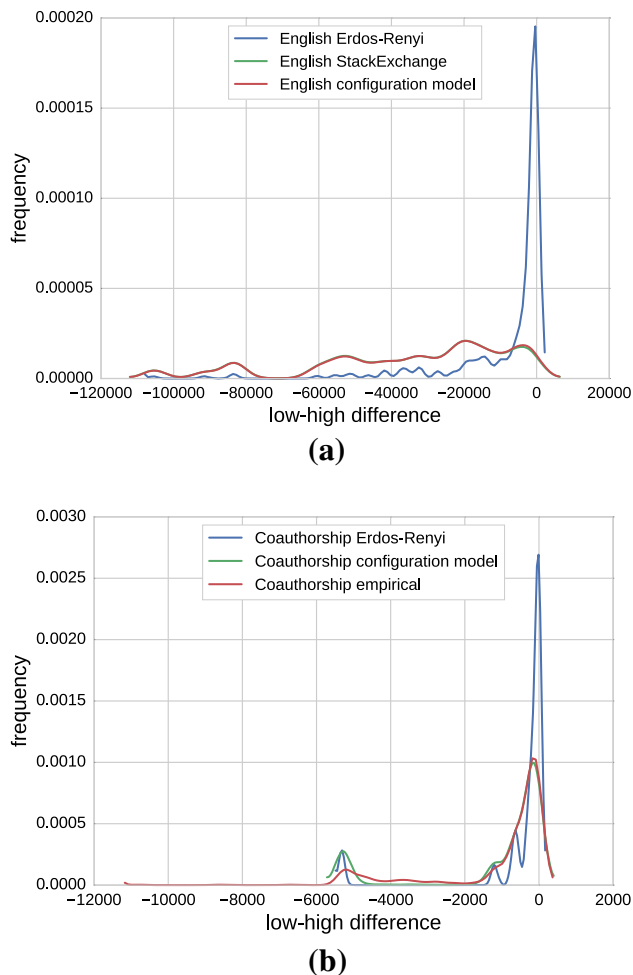 0.00020
0.00015
0.00010
0.00005
0.00000
frequency
English Erdos-Renyi
English StackExchange
English configuration model
−120000 −100000 −80000 −60000 −40000 −20000 0 20000
low-high difference
(a)
0.0030
0.0025
0.0020
0.0015
0.0010
0.0005
0.0000
frequency
Coauthorship Erdos-Renyi
Coauthorship configuration model
Coauthorship empirical
−12000 −10000 −8000 −6000 −4000 −2000 0 2000
low-high difference
(b)